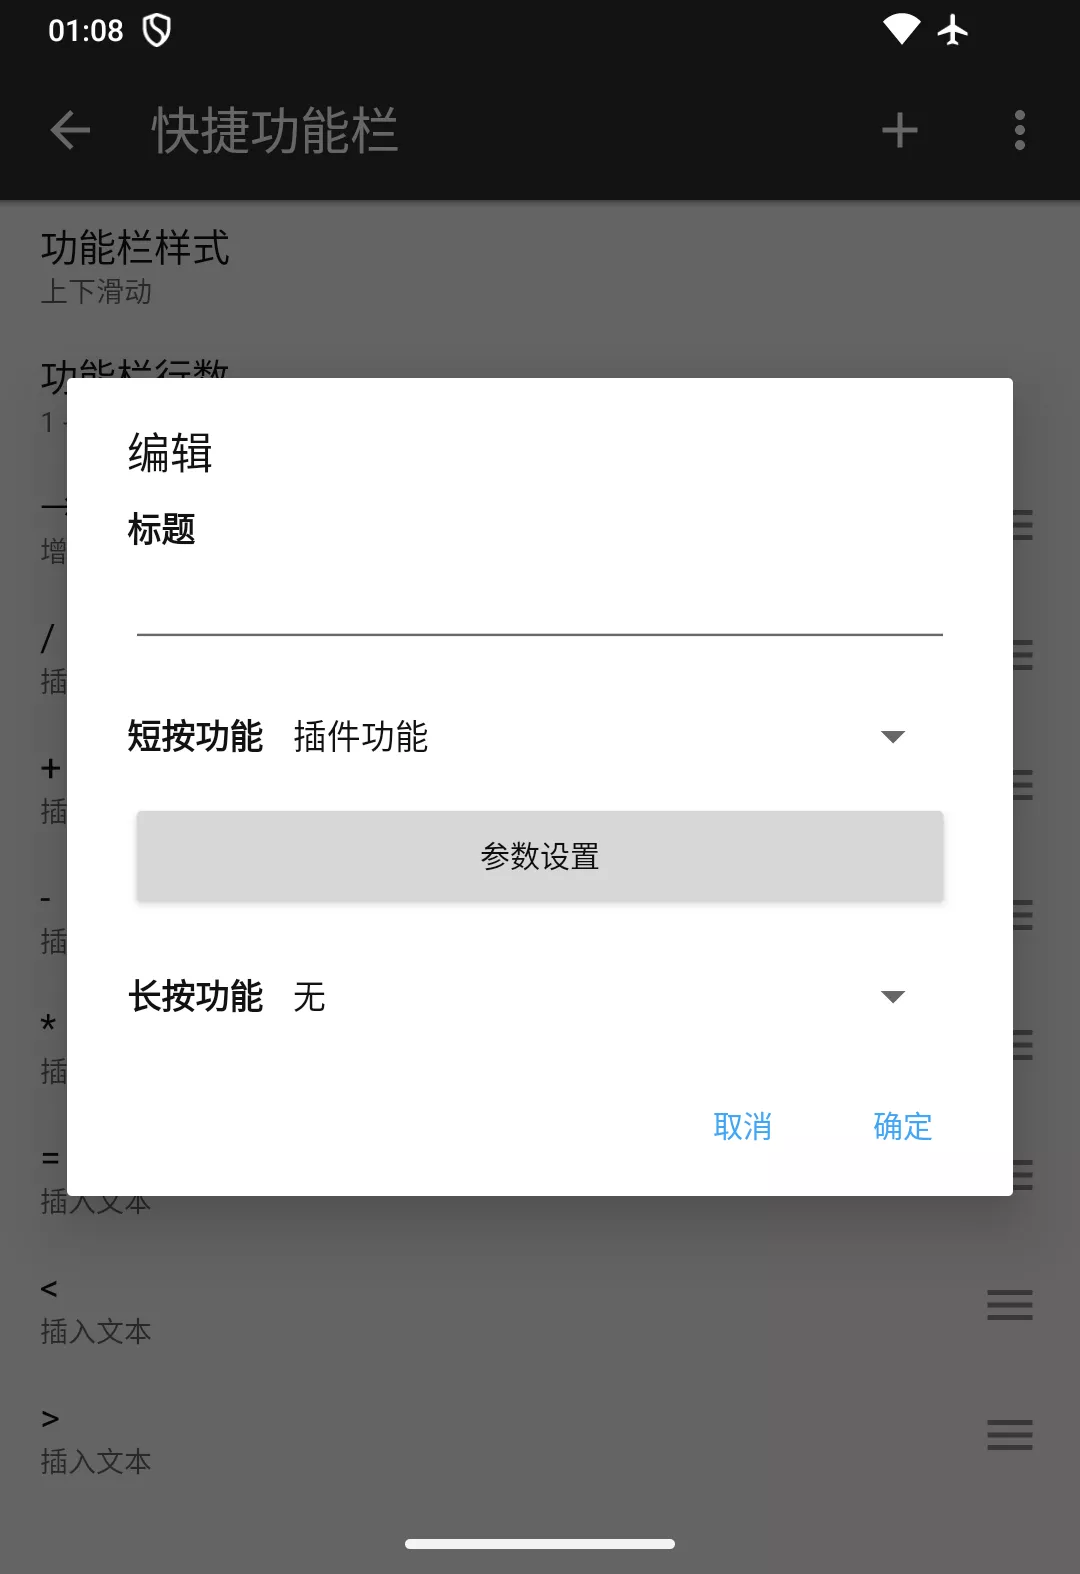 01:08
快捷功能栏
功能栏样式
上下滑动
功能栏行数
1
编辑
标题
增
/
插
短按功能 插件功能
+
插
参数设置
-
插
长按功能 无
*
插
取消 确定
=
插入文本
<
插入文本
>
插入文本